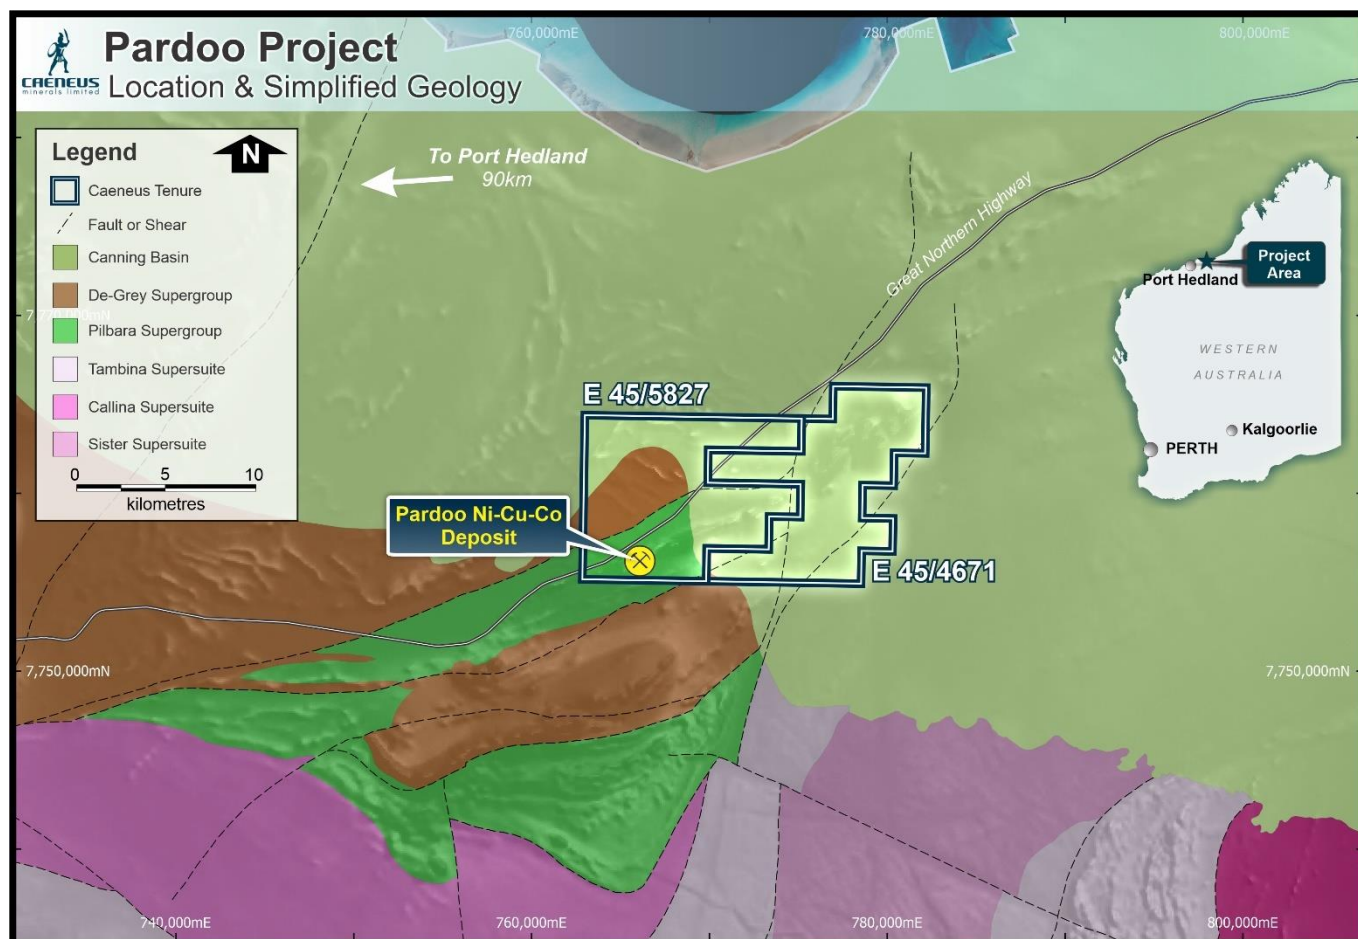 CAENEUS
minerals limited
Pardoo Project
Location & Simplified Geology
760,000mE
780,000mE
800,000mE
Legend
N
Caeneus Tenure
Fault or Shear
Canning Basin
De-Grey Supergroup
Pilbara Supergroup
Tambina Supersuite
Callina Supersuite
Sister Supersuite
0 5 10
kilometres
To Port Hedland
90km
Great Northern Highway
Project
Area
Port Hedland
WESTERN
AUSTRALIA
Kalgoorlie
PERTH
7,770,000mN
E 45/5827
Pardoo Ni-Cu-Co
Deposit
E 45/4671
7,750,000mN
7,750,000mN
740,000mE
760,000mE
780,000mE
800,000mE